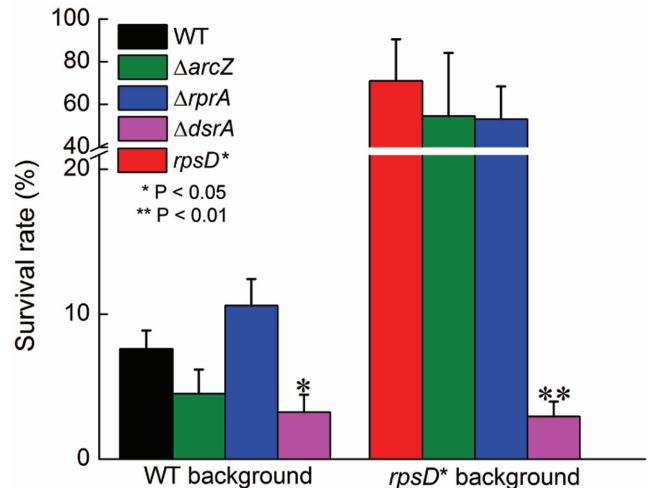 100
80
60
40
20
10
0
Survival rate (%)
WT
ΔarcZ
ΔrprA
ΔdsrA
rpsD*
* P < 0.05
** P < 0.01
*
**
WT background
rpsD* background